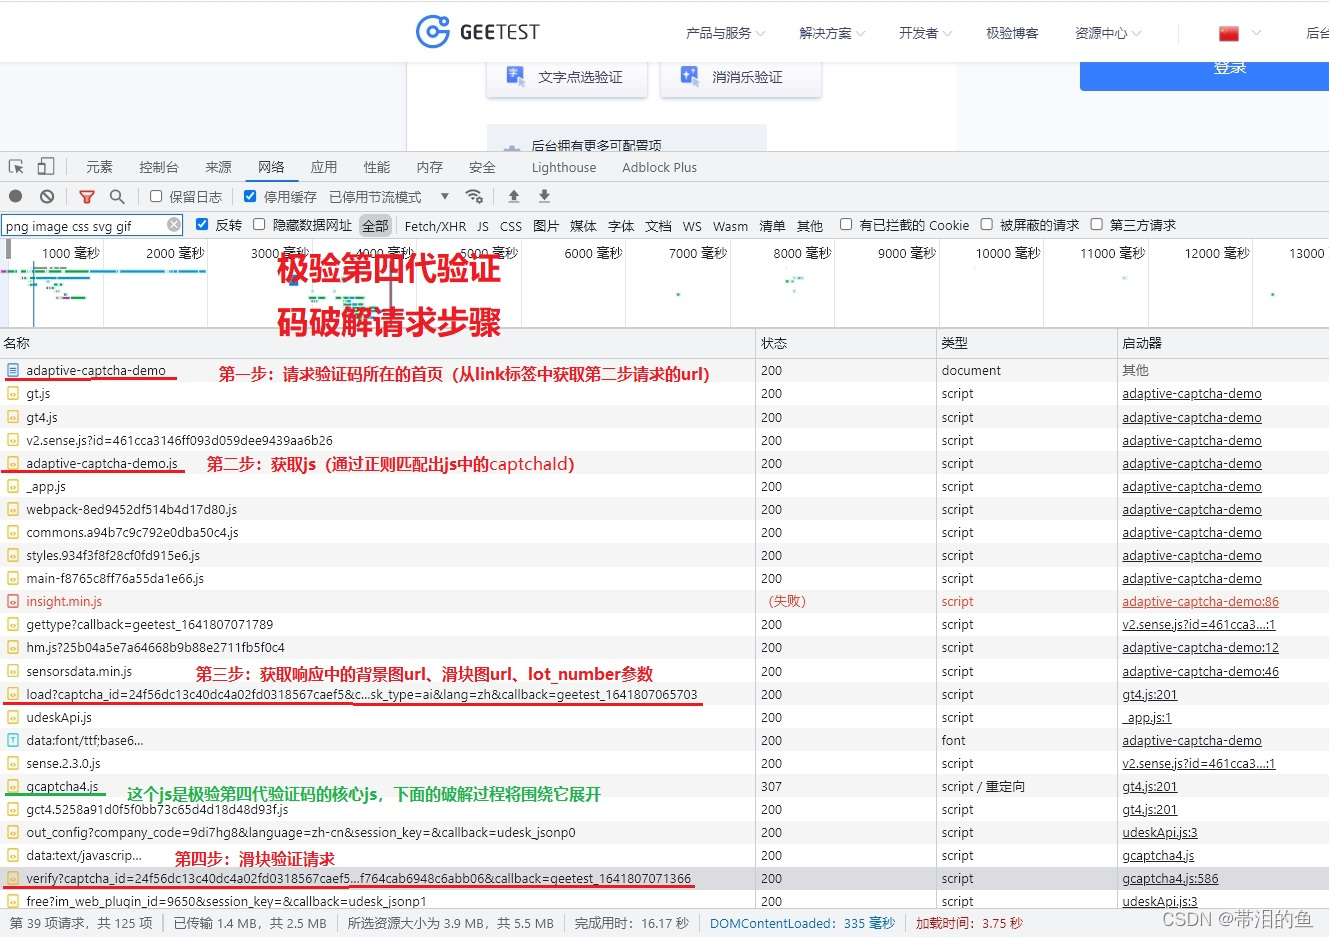 GEETEST 产品与服务 解决方案 开发者 极验博客 资源中心 后台
文字点选验证 消消乐验证 登录
后台拥有更多可配置项
元素 控制台 来源 网络 应用 性能 内存 安全 Lighthouse Adblock Plus
保留日志 停用缓存 已停用节流模式
png image css svg gif 反转 隐藏数据网址 全部 Fetch/XHR JS CSS 图片 媒体 字体 文档 WS Wasm 清单 其他 有已拦截的 Cookie 被屏蔽的请求 第三方请求
1000 毫秒 2000 毫秒 3000 毫秒 4000 毫秒 5000 毫秒 6000 毫秒 7000 毫秒 8000 毫秒 9000 毫秒 10000 毫秒 11000 毫秒 12000 毫秒 13000
极验第四代验证
码破解请求步骤
名称 状态 类型 启动器
adaptive-captcha-demo 第一步：请求验证码所在的首页（从link标签中获取第二步请求的url） 200 document 其他
gt.js 200 script adaptive-captcha-demo
gt4.js 200 script adaptive-captcha-demo
v2.sense.js?id=461cca3146ff093d059dee9439aa6b26 200 script adaptive-captcha-demo
adaptive-captcha-demo.js 第二步：获取js（通过正则匹配出js中的captchaId） 200 script adaptive-captcha-demo
_app.js 200 script adaptive-captcha-demo
webpack-8ed9452df514b4d17d80.js 200 script adaptive-captcha-demo
commons.a94b7c9c792e0dba50c4.js 200 script adaptive-captcha-demo
styles.934f3f8f28cf0fd915e6.js 200 script adaptive-captcha-demo
main-f8765c8ff76a55da1e66.js 200 script adaptive-captcha-demo
insight.min.js （失败） script adaptive-captcha-demo:86
gettype?callback=geetest_1641807071789 200 script v2.sense.js?id=461cca3…:1
hm.js?25b04a5e7a64668b9b88e2711fb5f0c4 200 script adaptive-captcha-demo:12
sensorsdata.min.js 第三步：获取响应中的背景图url、滑块图url、lot_number参数 200 script adaptive-captcha-demo:46
load?captcha_id=24f56dc13c40dc4a02fd0318567caef5&c…sk_type=ai&lang=zh&callback=geetest_1641807065703 200 script gt4.js:201
udeskApi.js 200 script _app.js:1
data:font/ttf;base6… 200 font adaptive-captcha-demo
sense.2.3.0.js 200 script v2.sense.js?id=461cca3…:1
gcaptcha4.js 这个js是极验第四代验证码的核心js，下面的破解过程将围绕它展开 307 script / 重定向 gt4.js:201
gct4.5258a91d0f5f0bb73c65d4d18d48d93f.js 200 script gt4.js:201
out_config?company_code=9di7hg8&language=zh-cn&session_key=&callback=udesk_jsonp0 200 script udeskApi.js:3
data:text/javascrip… 第四步：滑块验证请求 200 script gcaptcha4.js
verify?captcha_id=24f56dc13c40dc4a02fd0318567caef5…f764cab6948c6abb06&callback=geetest_1641807071366 200 script gcaptcha4.js:586
free?im_web_plugin_id=9650&session_key=&callback=udesk_jsonp1 200 script udeskApi.js:3
第 39 项请求，共 125 项 已传输 1.4 MB，共 2.5 MB 所选资源大小为 3.9 MB，共 5.5 MB 完成用时：16.17 秒 DOMContentLoaded：335 毫秒 加载时间：3.75 秒
CSDN @带泪的鱼